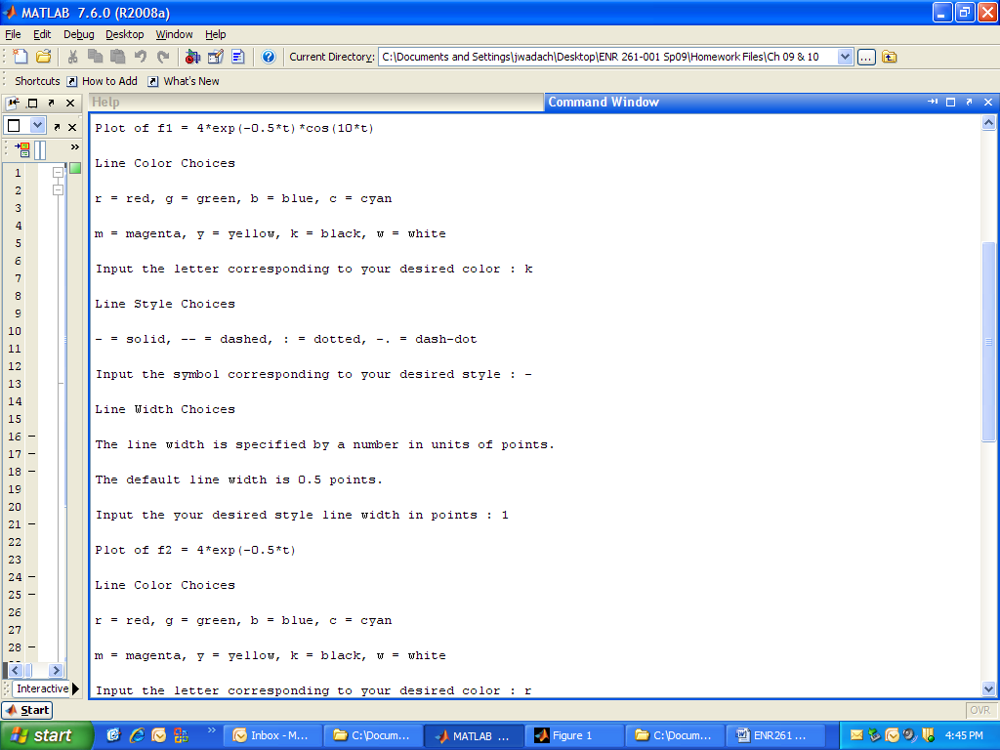 MATLAB 7.6.0 (R2008a)
File Edit Debug Desktop Window Help
Current Directory: C:\Documents and Settings\jwadach\Desktop\ENR 261-001 Sp09\Homework Files\Ch 09 & 10 ...
Shortcuts How to Add What's New
Help
Command Window
1
2
3
4
5
6
7
8
9
10
11
12
13
14
15
16 –
17 –
18 –
19
20
21 –
22
23
24 –
25 –
26
27
28 –
Interactive
Plot of f1 = 4*exp(-0.5*t)*cos(10*t)
Line Color Choices
r = red, g = green, b = blue, c = cyan
m = magenta, y = yellow, k = black, w = white
Input the letter corresponding to your desired color : k
Line Style Choices
- = solid, -- = dashed, : = dotted, -. = dash-dot
Input the symbol corresponding to your desired style : -
Line Width Choices
The line width is specified by a number in units of points.
The default line width is 0.5 points.
Input the your desired style line width in points : 1
Plot of f2 = 4*exp(-0.5*t)
Line Color Choices
r = red, g = green, b = blue, c = cyan
m = magenta, y = yellow, k = black, w = white
Input the letter corresponding to your desired color : r
Start
OVR
start
Inbox - M...
C:\Docum...
MATLAB ...
Figure 1
C:\Docum...
ENR261 ...
4:45 PM